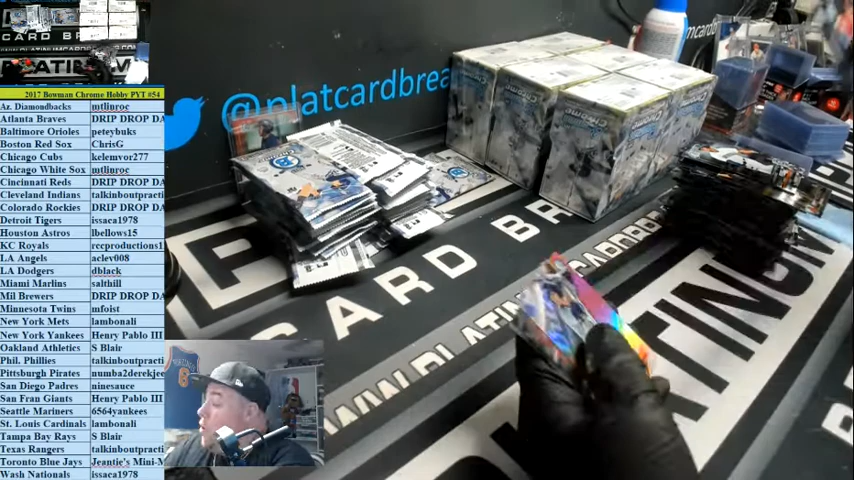 2017 Bowman Chrome Hobby PYT #54
Az. Diamondbacks mtlinroc
Atlanta Braves DRIP DROP DA
Baltimore Orioles peteybuks
Boston Red Sox ChrisG
Chicago Cubs kelemvor277
Chicago White Sox mtlinroc
Cincinnati Reds DRIP DROP DA
Cleveland Indians talkinboutpracti
Colorado Rockies DRIP DROP DA
Detroit Tigers issaca1978
Houston Astros lbellows15
KC Royals rccproductions1
LA Angels aclev008
LA Dodgers dblack
Miami Marlins salthill
Mil Brewers DRIP DROP DA
Minnesota Twins mfoist
New York Mets lambonali
New York Yankees Henry Pablo III
Oakland Athletics S Blair
Phil. Phillies talkinboutpracti
Pittsburgh Pirates numba2derekjee
San Diego Padres ninesauce
San Fran Giants Henry Pablo III
Seattle Mariners 6564yankees
St. Louis Cardinals lambonali
Tampa Bay Rays S Blair
Texas Rangers talkinboutpracti
Toronto Blue Jays Jeantie's Mini-M
Wash Nationals issaca1978
@platcardbrea
CARD BR
WWW.PLATINUMCARDBR
PLATINUM